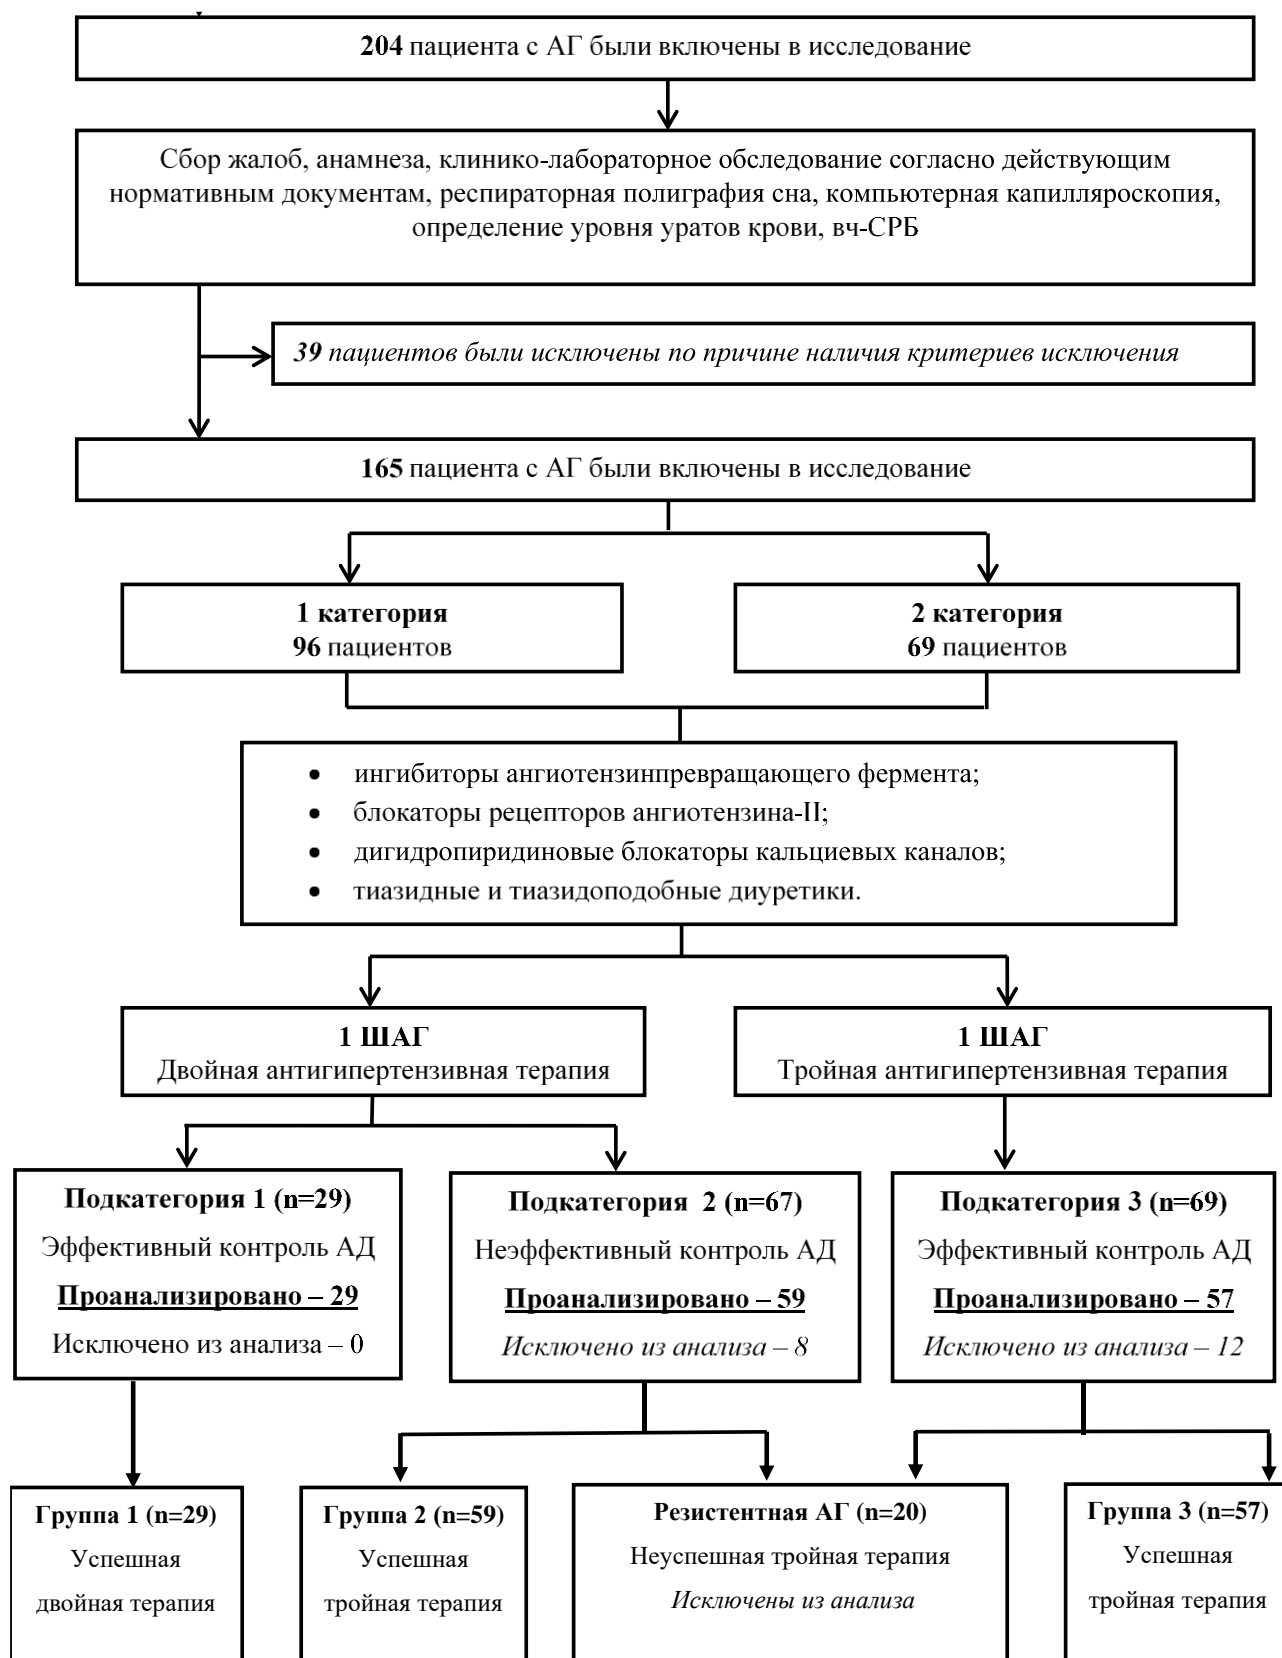 204 пациента с АГ были включены в исследование
Сбор жалоб, анамнеза, клинико-лабораторное обследование согласно действующим
нормативным документам, респираторная полиграфия сна, компьютерная капилляроскопия,
определение уровня уратов крови, вч-СРБ
39 пациентов были исключены по причине наличия критериев исключения
165 пациента с АГ были включены в исследование
1 категория
96 пациентов
2 категория
69 пациентов
• ингибиторы ангиотензинпревращающего фермента;
• блокаторы рецепторов ангиотензина-II;
• дигидропиридиновые блокаторы кальциевых каналов;
• тиазидные и тиазидоподобные диуретики.
1 ШАГ
Двойная антигипертензивная терапия
1 ШАГ
Тройная антигипертензивная терапия
Подкатегория 1 (n=29)
Эффективный контроль АД
Проанализировано – 29
Исключено из анализа – 0
Подкатегория 2 (n=67)
Неэффективный контроль АД
Проанализировано – 59
Исключено из анализа – 8
Подкатегория 3 (n=69)
Эффективный контроль АД
Проанализировано – 57
Исключено из анализа – 12
Группа 1 (n=29)
Успешная
двойная терапия
Группа 2 (n=59)
Успешная
тройная терапия
Резистентная АГ (n=20)
Неуспешная тройная терапия
Исключены из анализа
Группа 3 (n=57)
Успешная
тройная терапия